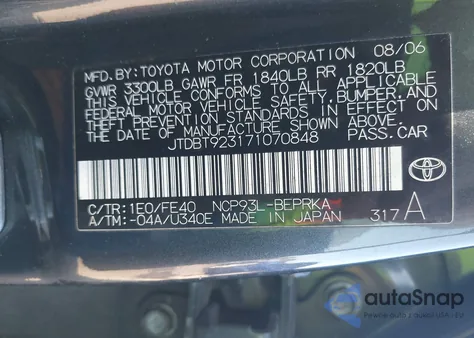 MFD. BY: TOYOTA MOTOR CORPORATION 08/06
GVWR 3300LB GAWR FR 1840LB RR 1820LB
THIS VEHICLE CONFORMS TO ALL APPLICABLE
FEDERAL MOTOR VEHICLE SAFETY, BUMPER, AND
THEFT PREVENTION STANDARDS IN EFFECT ON
THE DATE OF MANUFACTURE SHOWN ABOVE.
JTDBT923171070848 PASS. CAR
C/TR: 1E0/FE40 NCP93L-BEPRKA
A/TM: -04A/U340E MADE IN JAPAN 317 A
TOYOTA
autoSnap